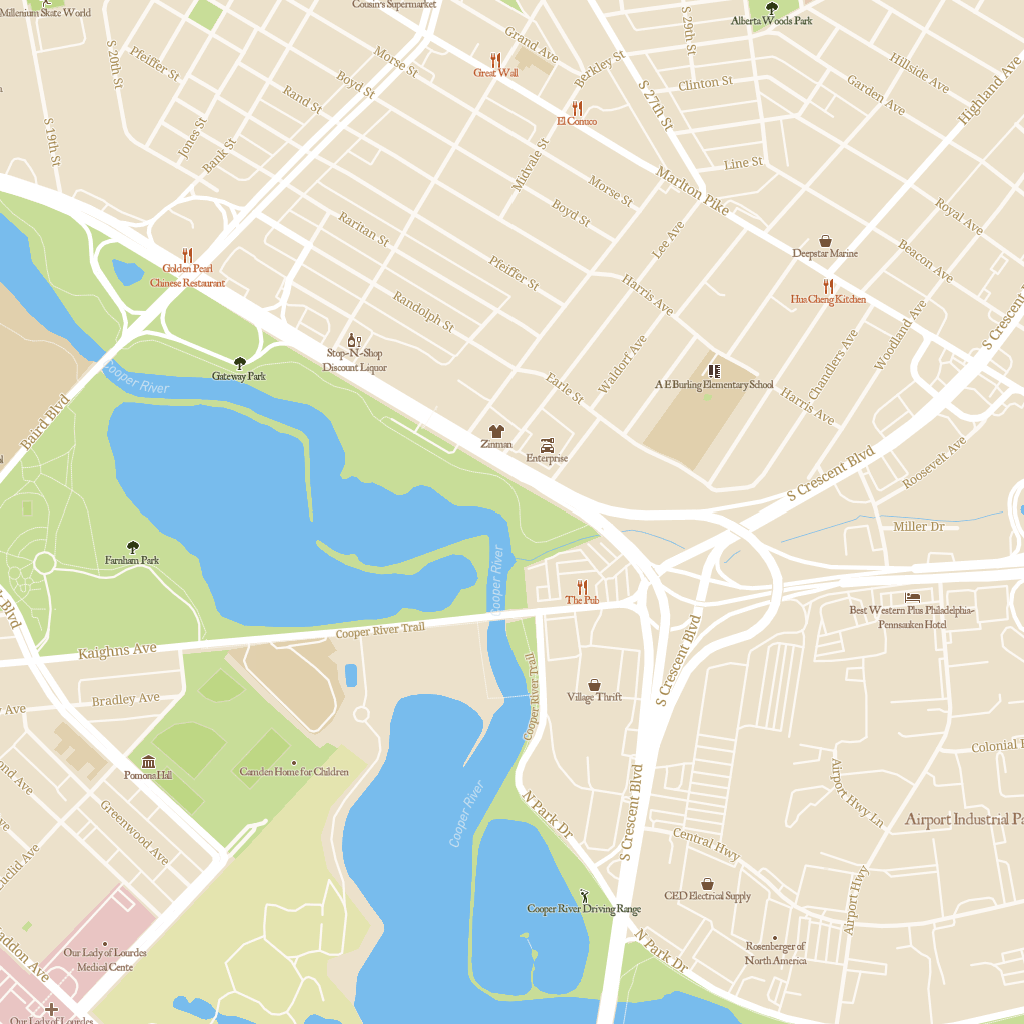 Cousin's Supermarket
Millenium Skate World
Alberta Woods Park
S 20th St
Pfeiffer St
Morse St
Grand Ave
S 29th St
Hillside Ave
Great Wall
Berkley St
Boyd St
Clinton St
Garden Ave
Highland Ave
Rand St
S 27th St
El Conuco
S 19th St
Jones St
Bank St
Midvale St
Line St
Marlton Pike
Morse St
Boyd St
Royal Ave
Raritan St
Lee Ave
Deepstar Marine
Beacon Ave
Golden Pearl
Chinese Restaurant
Pfeiffer St
Harris Ave
Hua Cheng Kitchen
Randolph St
S Crescent
Woodland Ave
Stop-N-Shop
Discount Liquor
Waldorf Ave
Chandlers Ave
Cooper River
Gateway Park
Earle St
A E Burling Elementary School
Harris Ave
Baird Blvd
Zinman
Enterprise
S Crescent Blvd
Roosevelt Ave
Miller Dr
Farnham Park
Cooper River
The Pub
Best Western Plus Philadelphia-
Pennsauken Hotel
Blvd
Cooper River Trail
Kaighns Ave
S Crescent Blvd
Cooper River Trail
Bradley Ave
Village Thrift
Ave
Colonial
Pomons Hall
Camden Home for Children
Airport Hwy Ln
Cooper River
N Park Dr
S Crescent Blvd
Greenwood Ave
Central Hwy
Airport Industrial Pa
Euclid Ave
CED Electrical Supply
Airport Hwy
Cooper River Driving Range
Our Lady of Lourdes
Medical Cente
N Park Dr
Rosenberger of
North America
Haddon Ave
Our Lady of Lourdes